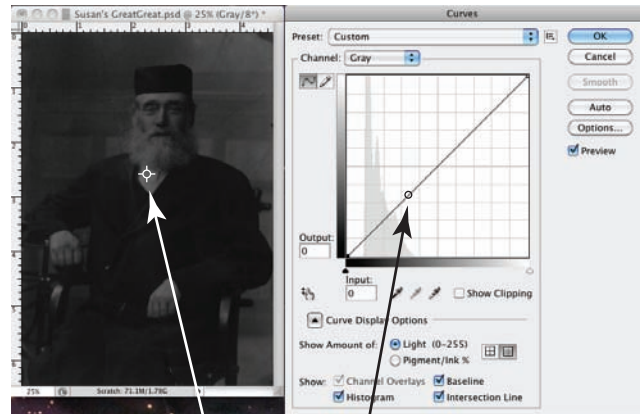 Susan's GreatGreat.psd @ 25% (Gray/8*) *
25%
Scratch: 71.1M/1.78G
Curves
Preset: Custom
Channel: Gray
Output:
0
Input:
0
Show Clipping
Curve Display Options
Show Amount of: Light (0-255)
Pigment/Ink %
Show: Channel Overlays Baseline
Histogram Intersection Line
OK
Cancel
Smooth
Auto
Options...
Preview